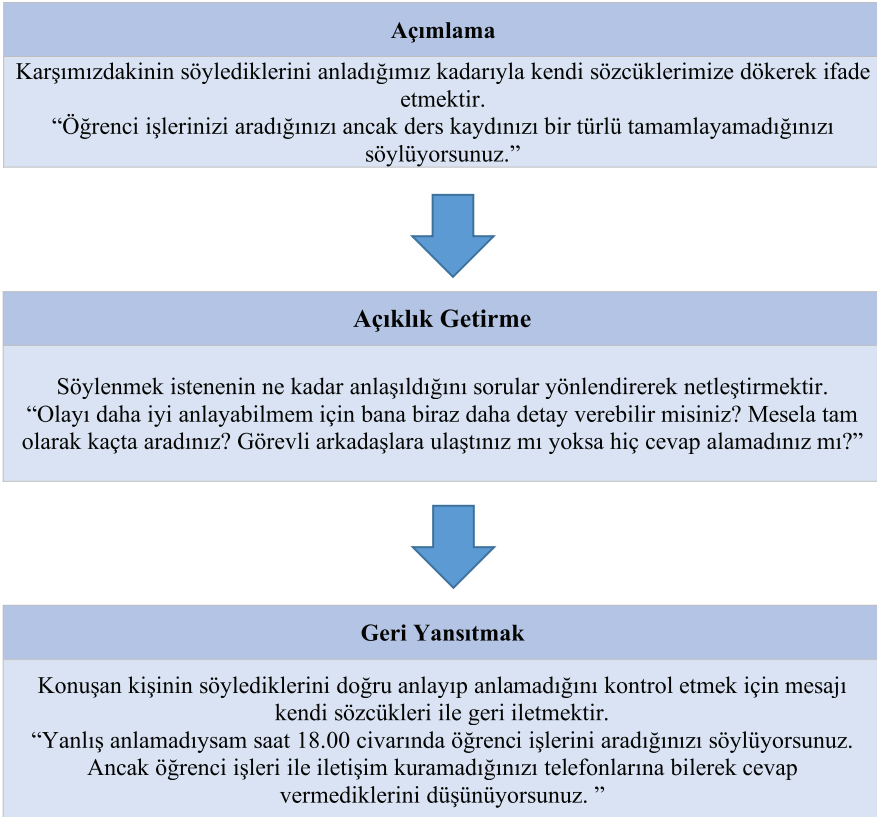 Açımlama
Karşımızdakinin söylediklerini anladığımız kadarıyla kendi sözcüklerimize dökerek ifade
etmektir.
“Öğrenci işlerinizi aradığınızı ancak ders kaydınızı bir türlü tamamlayamadığınızı
söylüyorsunuz.”
Açıklık Getirme
Söylenmek istenenin ne kadar anlaşıldığını sorular yönlendirerek netleştirmektir.
“Olayı daha iyi anlayabilmem için bana biraz daha detay verebilir misiniz? Mesela tam
olarak kaçta aradınız? Görevli arkadaşlara ulaştınız mı yoksa hiç cevap alamadınız mı?”
Geri Yansıtmak
Konuşan kişinin söylediklerini doğru anlayıp anlamadığını kontrol etmek için mesajı
kendi sözcükleri ile geri iletmektir.
“Yanlış anlamadıysam saat 18.00 civarında öğrenci işlerini aradığınızı söylüyorsunuz.
Ancak öğrenci işleri ile iletişim kuramadığınızı telefonlarına bilerek cevap
vermediklerini düşünüyorsunuz. ”